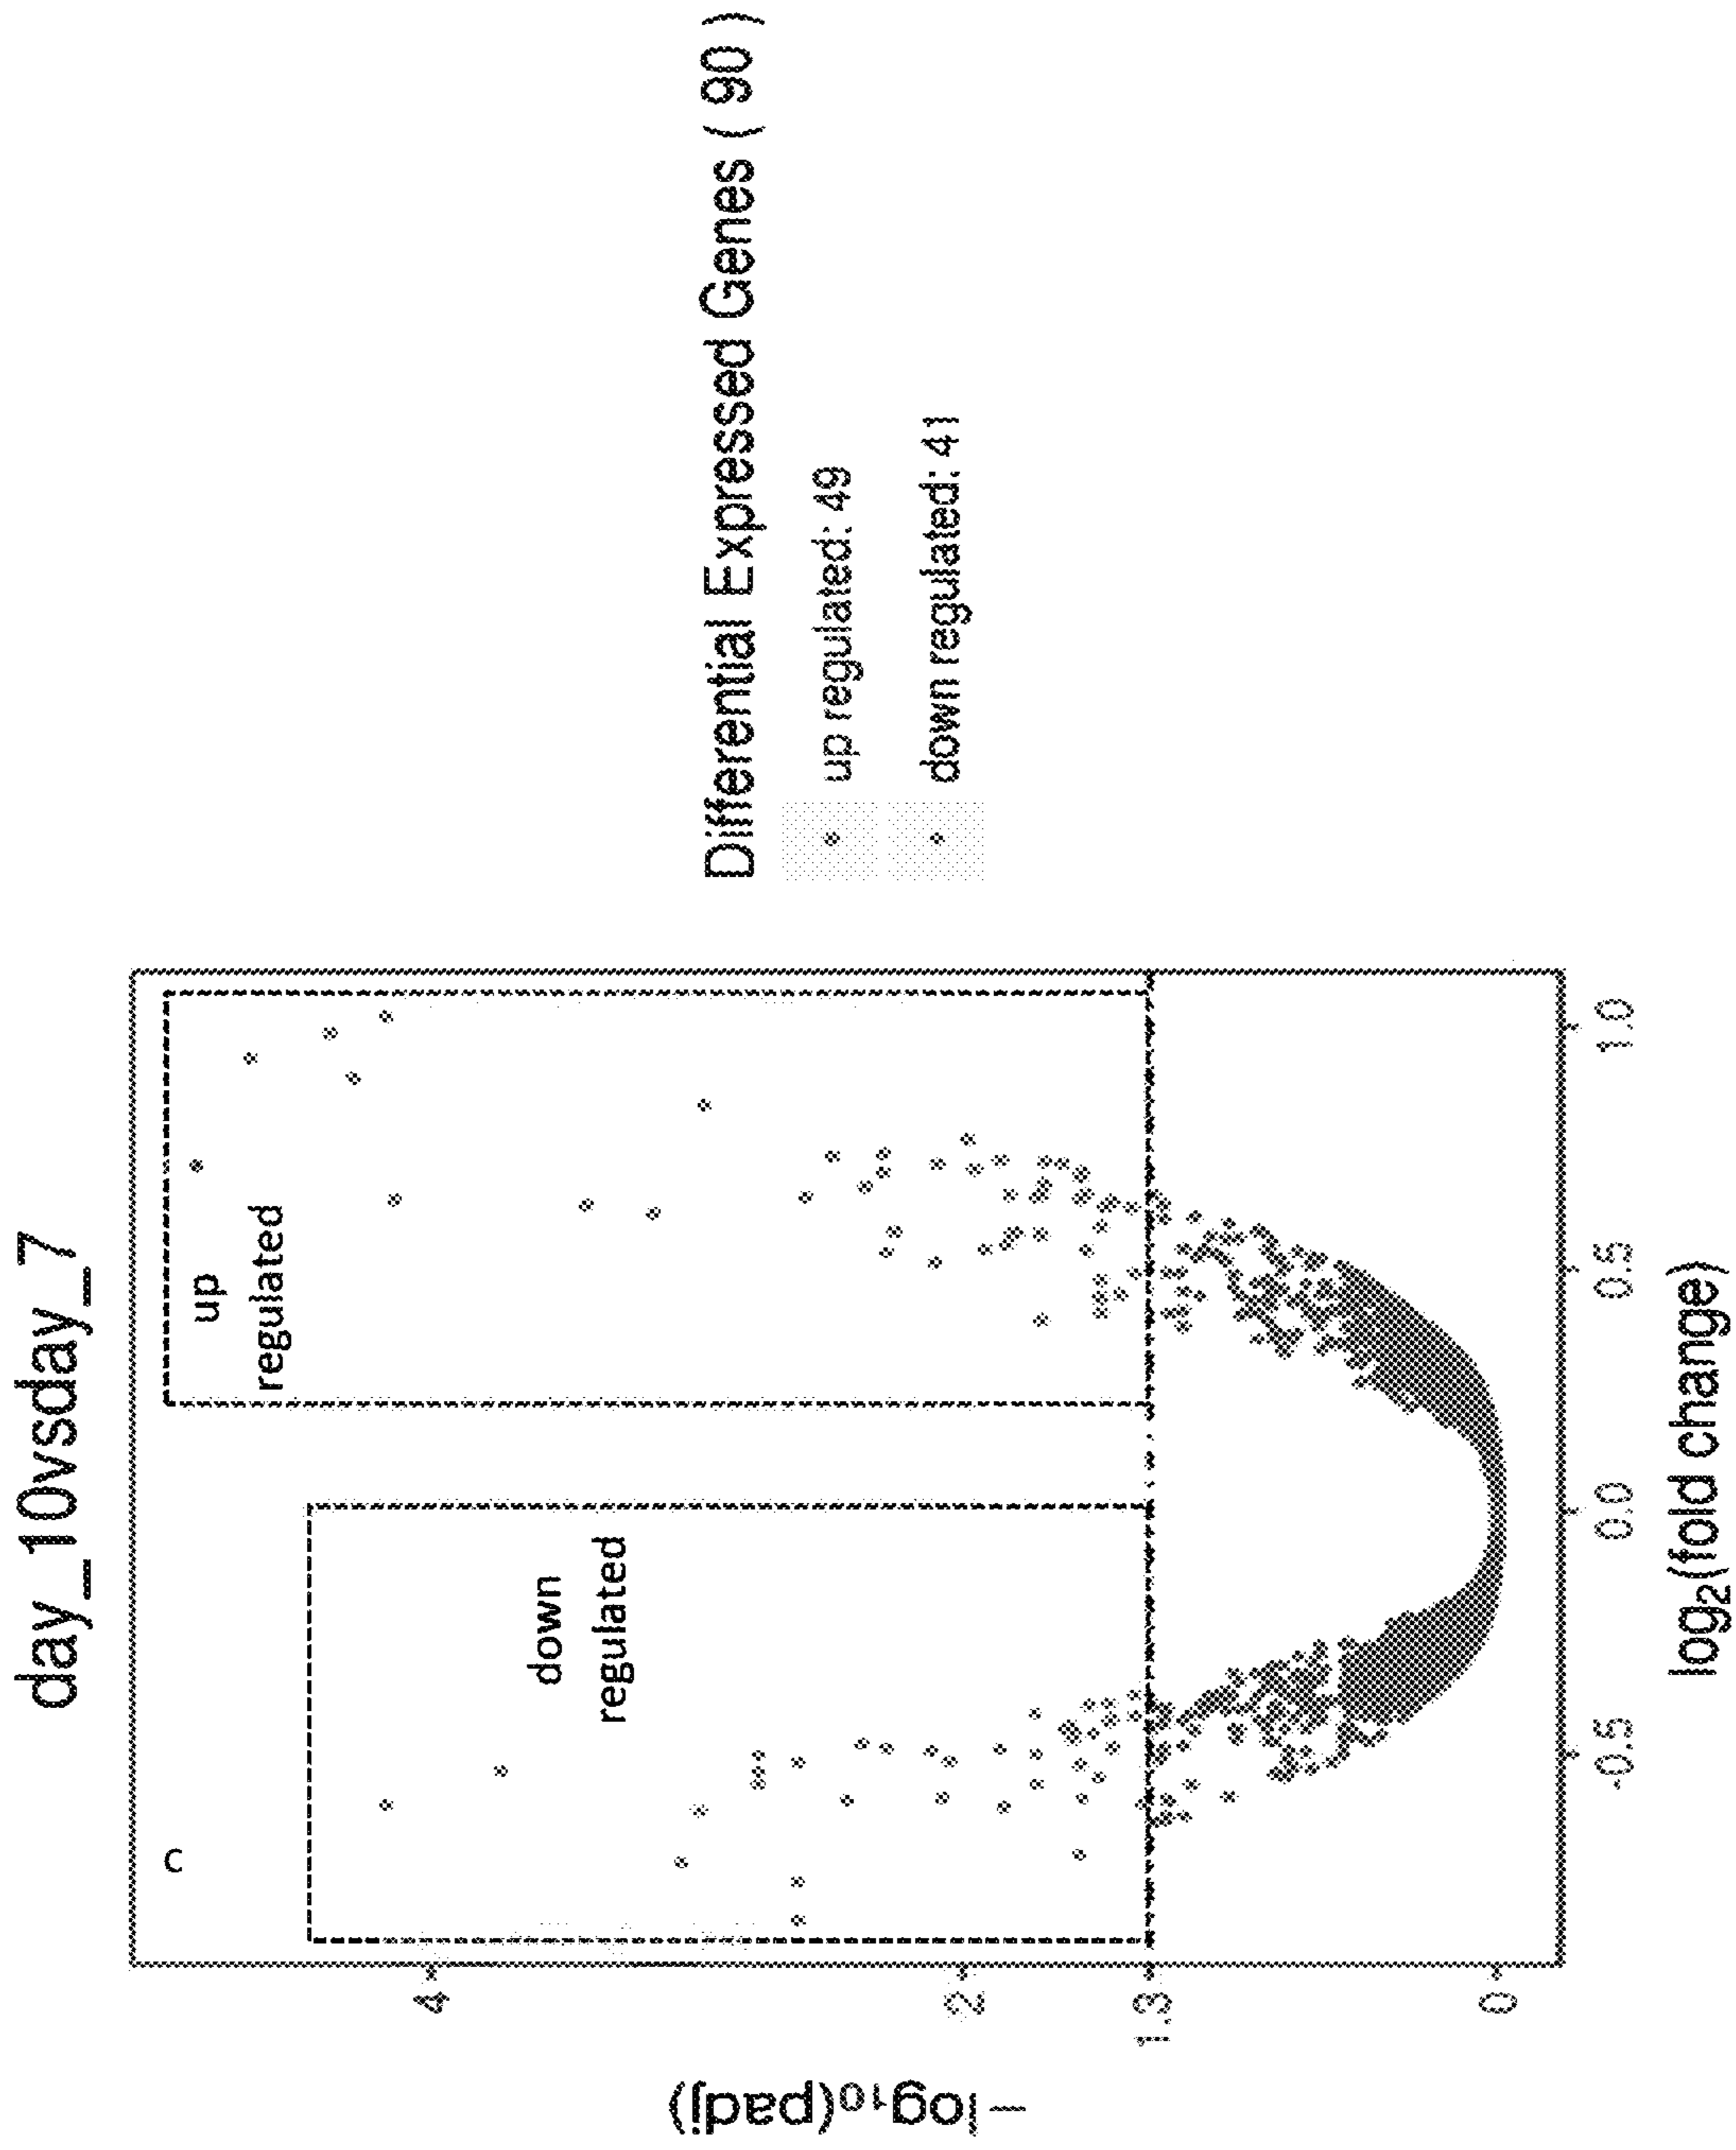 day_10vsday_7
c
up
regulated
down
regulated
−log₁₀(padj)
4
2
1.3
0
-0.5
0.0
0.5
1.0
log₂(fold change)
Differential Expressed Genes ( 90 )
up regulated: 49
down regulated: 41